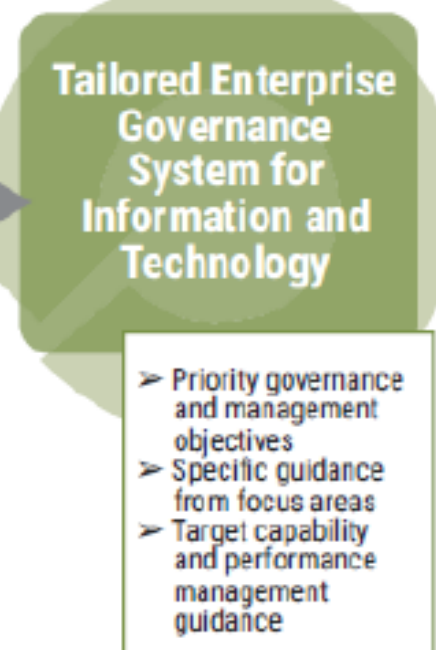 Tailored Enterprise
Governance
System for
Information and
Technology
➢ Priority governance
and management
objectives
➢ Specific guidance
from focus areas
➢ Target capability
and performance
management
guidance